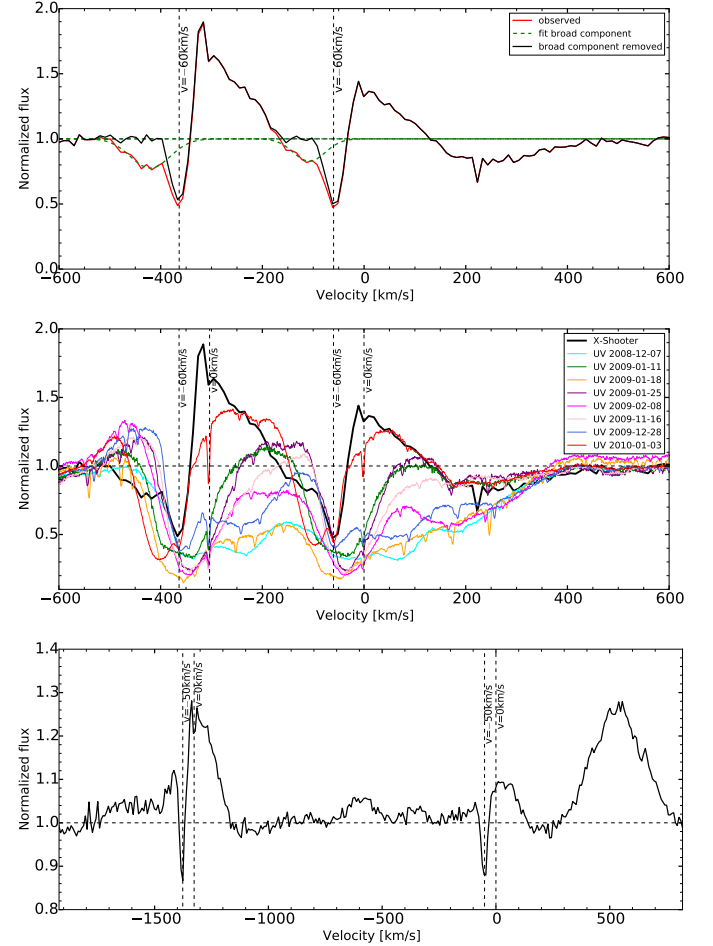 2.0
1.5
1.0
0.5
0.0
Normalized flux
v=−60km/s
v=−60km/s
observed
fit broad component
broad component removed
−600
−400
−200
0
200
400
600
Velocity [km/s]
2.0
1.5
1.0
0.5
Normalized flux
v=−60km/s
v=0km/s
v=−60km/s
v=0km/s
X-Shooter
UV 2008-12-07
UV 2009-01-11
UV 2009-01-18
UV 2009-01-25
UV 2009-02-08
UV 2009-11-16
UV 2009-12-28
UV 2010-01-03
−600
−400
−200
0
200
400
600
Velocity [km/s]
1.4
1.3
1.2
1.1
1.0
0.9
0.8
Normalized flux
v=−50km/s
v=0km/s
v=−50km/s
v=0km/s
−1500
−1000
−500
0
500
Velocity [km/s]